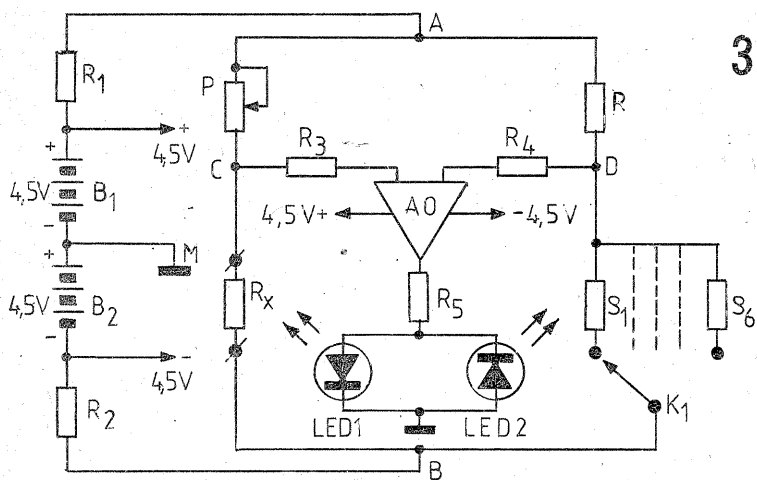 A
3
R1
P
R
+
4,5V
+
4,5V
B1
-
C
R3
R4
D
AO
4,5V+
-4,5V
M
+
4,5V
B2
-
-
4,5V
RX
R5
S1
S6
R2
LED1
LED2
K1
B